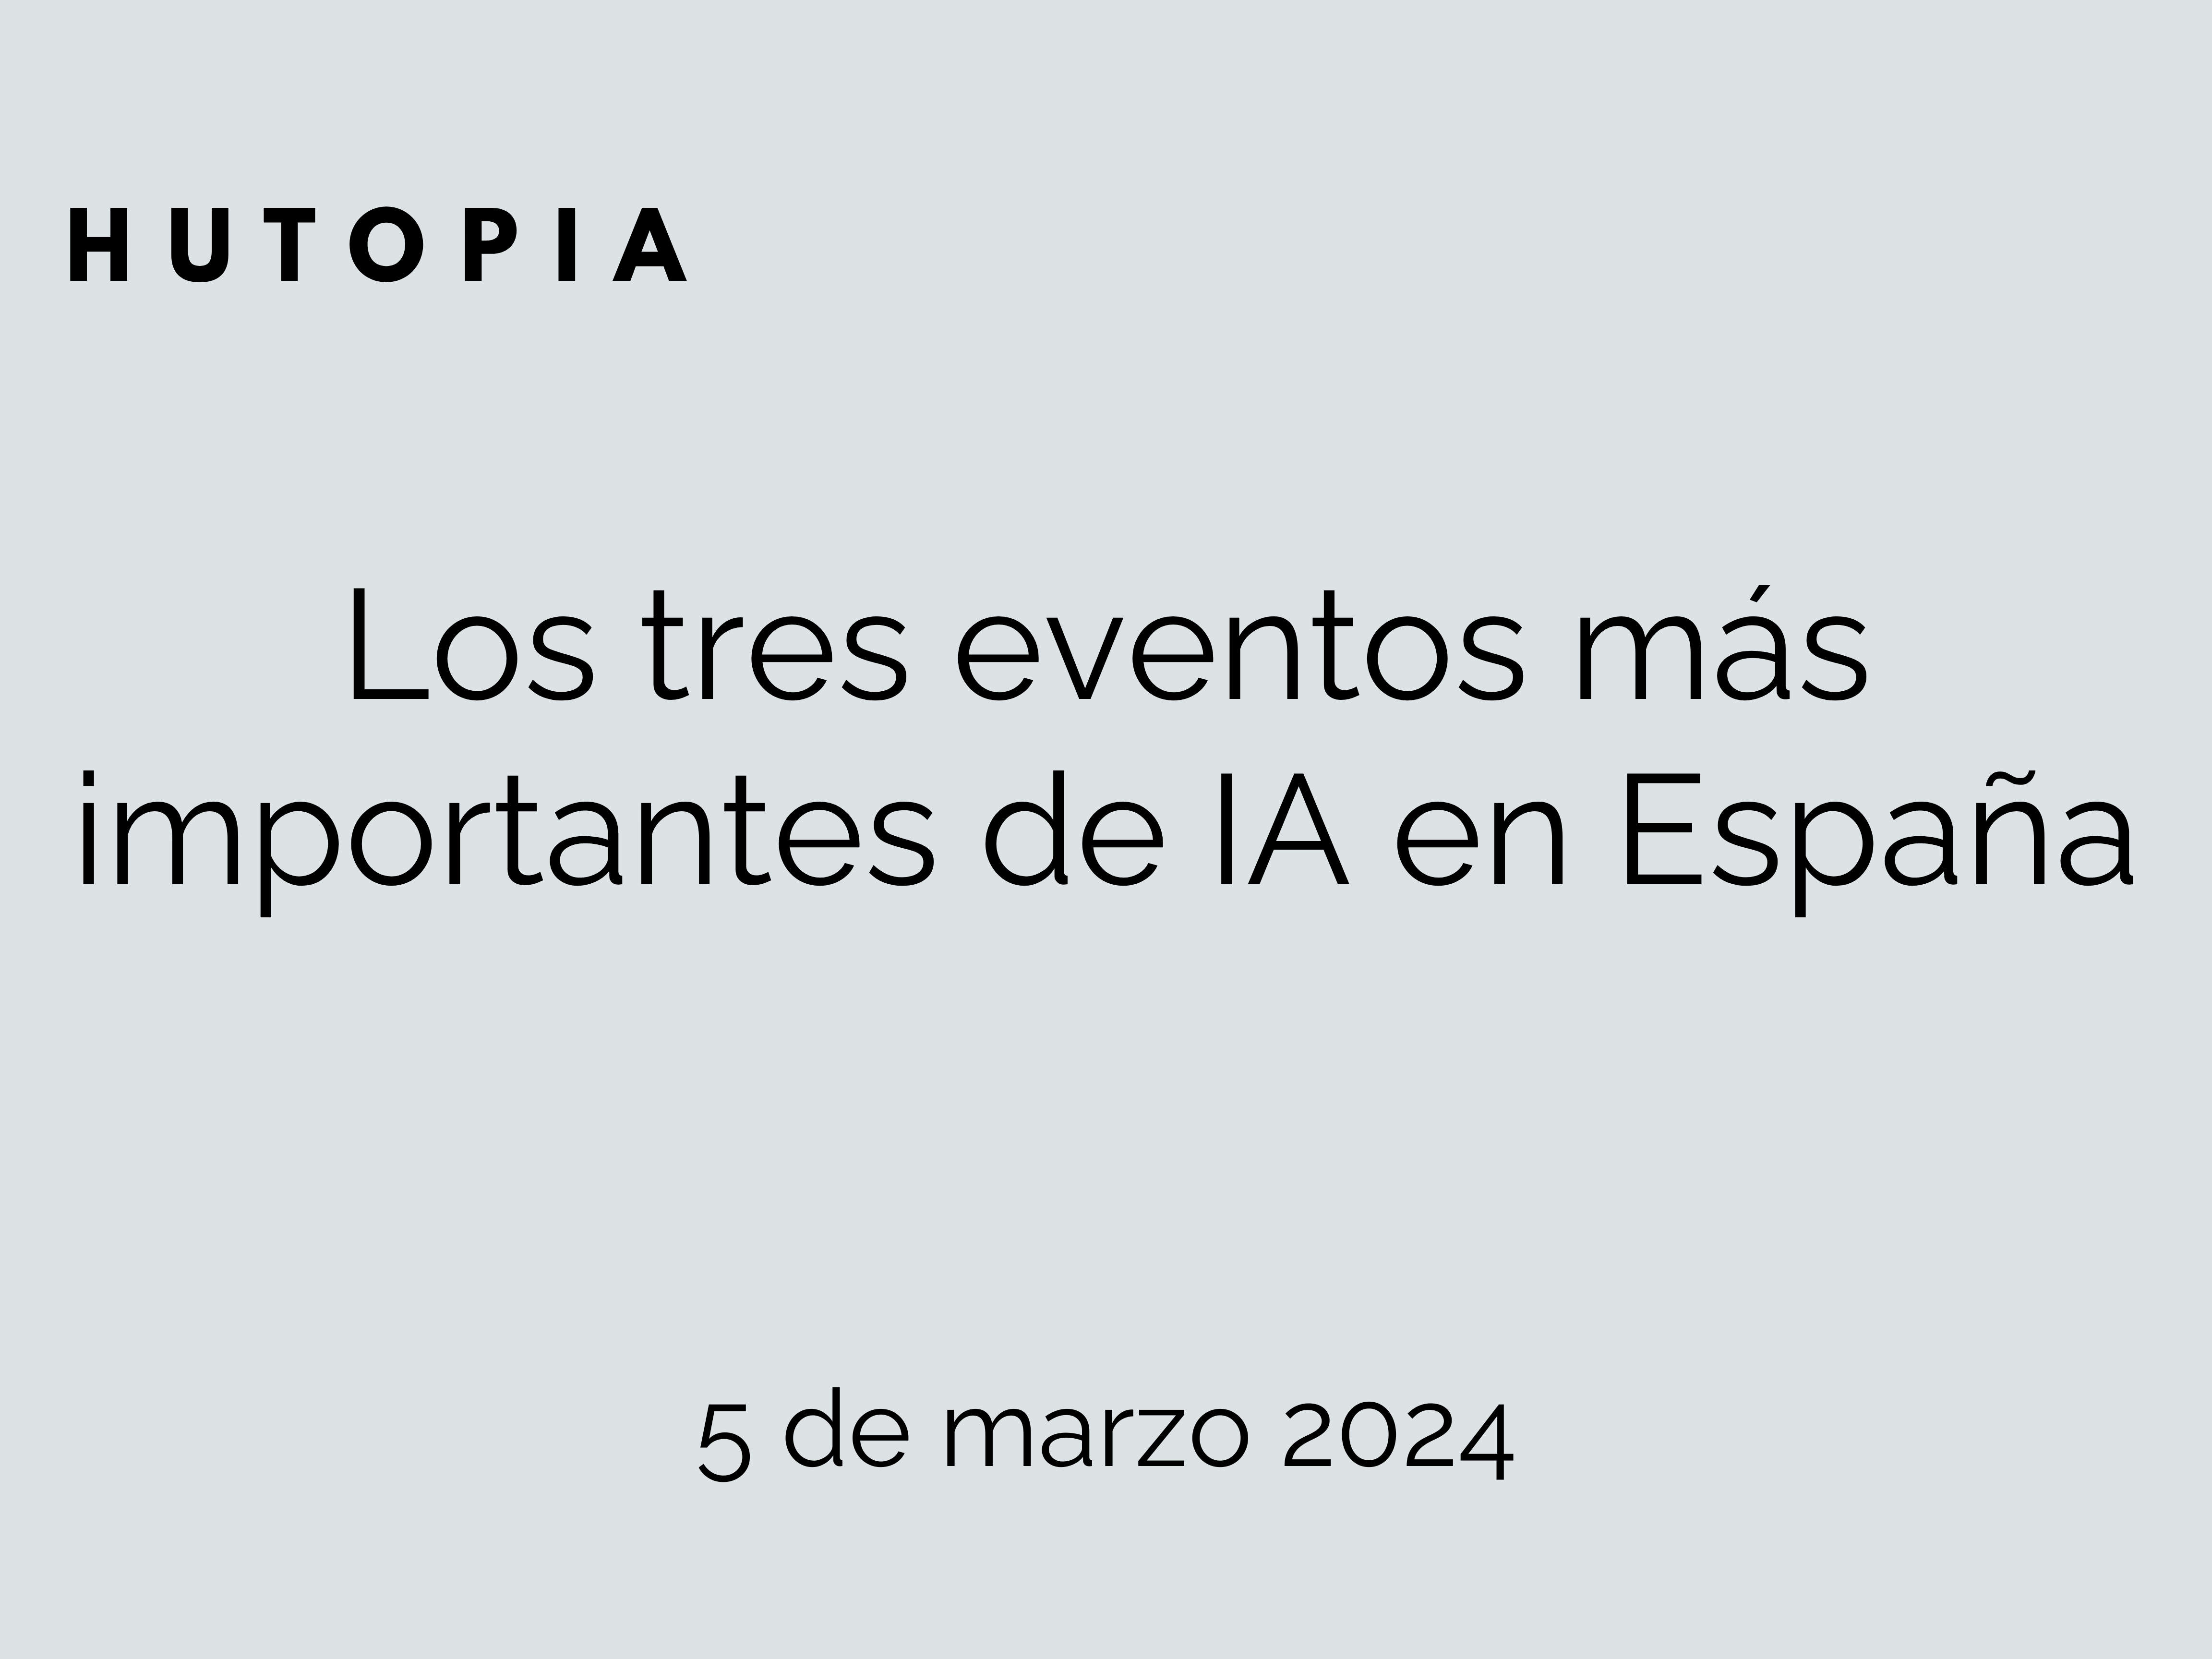 HUTOPIA
Los tres eventos más
importantes de IA en España
5 de marzo 2024